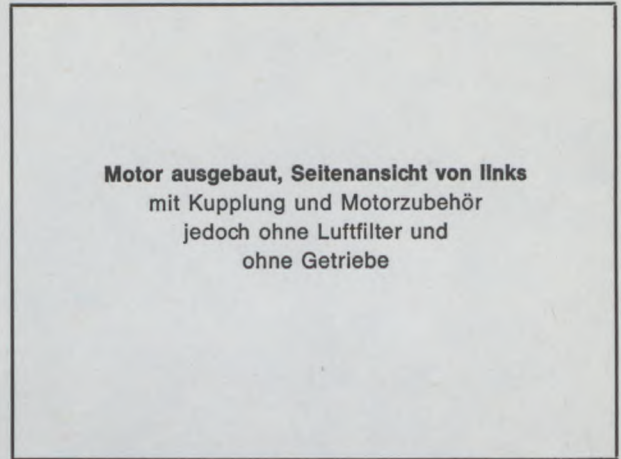 Motor ausgebaut, Seitenansicht von links
mit Kupplung und Motorzubehör
jedoch ohne Luftfilter und
ohne Getriebe